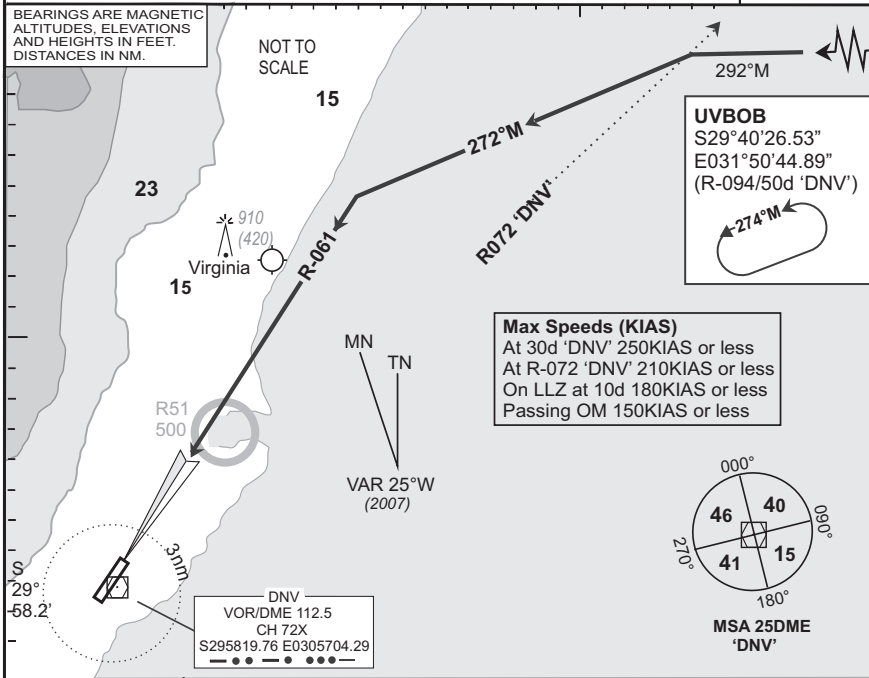 BEARINGS ARE MAGNETIC
ALTITUDES, ELEVATIONS
AND HEIGHTS IN FEET.
DISTANCES IN NM.
NOT TO
SCALE
15
292°M
272°M
UVBOB
S29°40'26.53"
E031°50'44.89"
(R-094/50d 'DNV')
274°M
23
910
(420)
Virginia
15
R-061
R072 'DNV'
Max Speeds (KIAS)
At 30d 'DNV' 250KIAS or less
At R-072 'DNV' 210KIAS or less
On LLZ at 10d 180KIAS or less
Passing OM 150KIAS or less
MN
TN
VAR 25°W
(2007)
R51
500
000°
090°
180°
270°
46
40
41
15
MSA 25DME
'DNV'
3nm
S
29°
58.2'
DNV
VOR/DME 112.5
CH 72X
S295819.76 E0305704.29